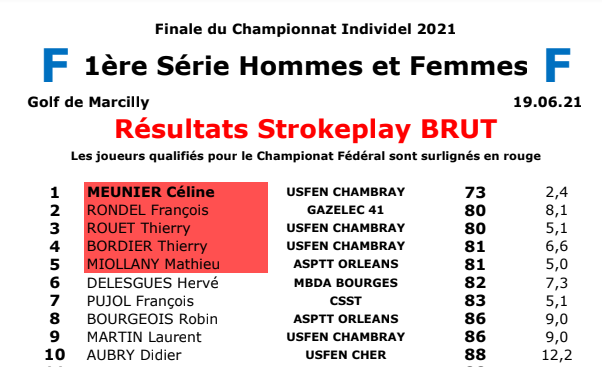 Finale du Championnat Individel 2021
F 1ère Série Hommes et Femmes F
Golf de Marcilly 19.06.21
Résultats Strokeplay BRUT
Les joueurs qualifiés pour le Championat Fédéral sont surlignés en rouge
1 MEUNIER Céline USFEN CHAMBRAY 73 2,4
2 RONDEL François GAZELEC 41 80 8,1
3 ROUET Thierry USFEN CHAMBRAY 80 5,1
4 BORDIER Thierry USFEN CHAMBRAY 81 6,6
5 MIOLLANY Mathieu ASPTT ORLEANS 81 5,0
6 DELESGUES Hervé MBDA BOURGES 82 7,3
7 PUJOL François CSST 83 5,1
8 BOURGEOIS Robin ASPTT ORLEANS 86 9,0
9 MARTIN Laurent USFEN CHAMBRAY 86 9,0
10 AUBRY Didier USFEN CHER 88 12,2